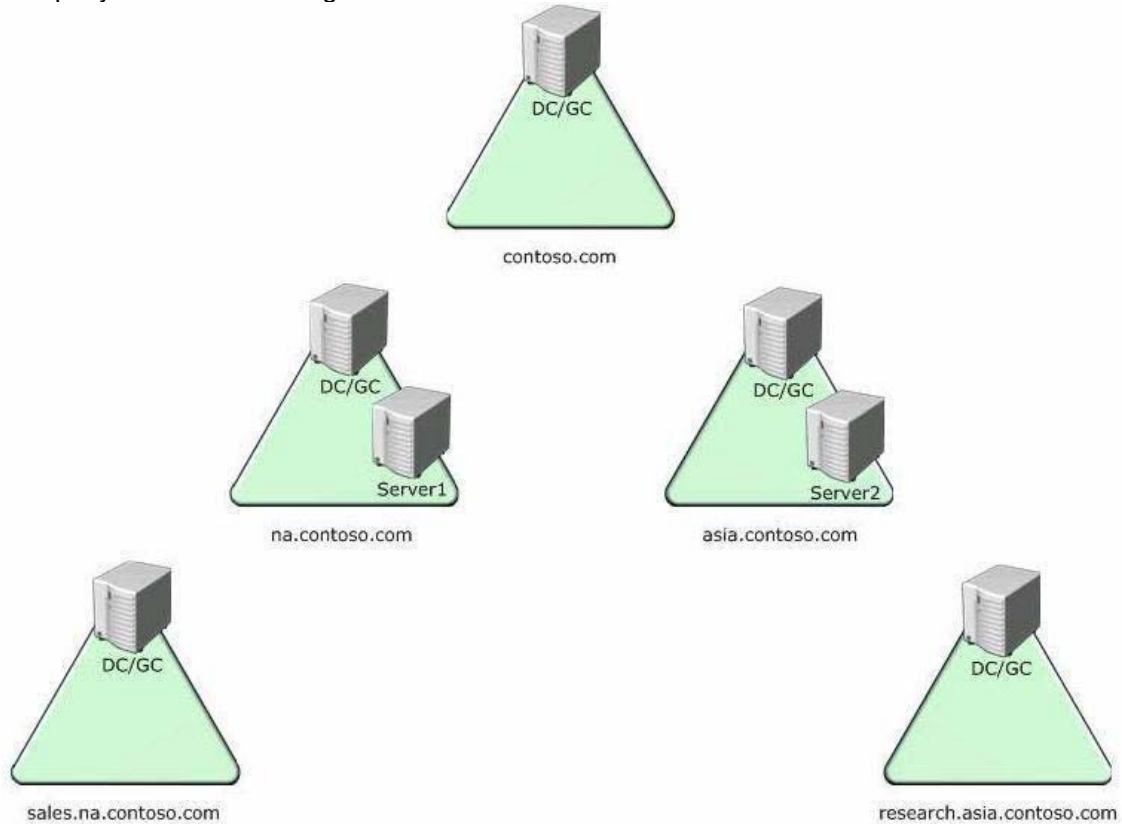 DC/GC
contoso.com
DC/GC
Server1
na.contoso.com
DC/GC
Server2
asia.contoso.com
DC/GC
sales.na.contoso.com
DC/GC
research.asia.contoso.com